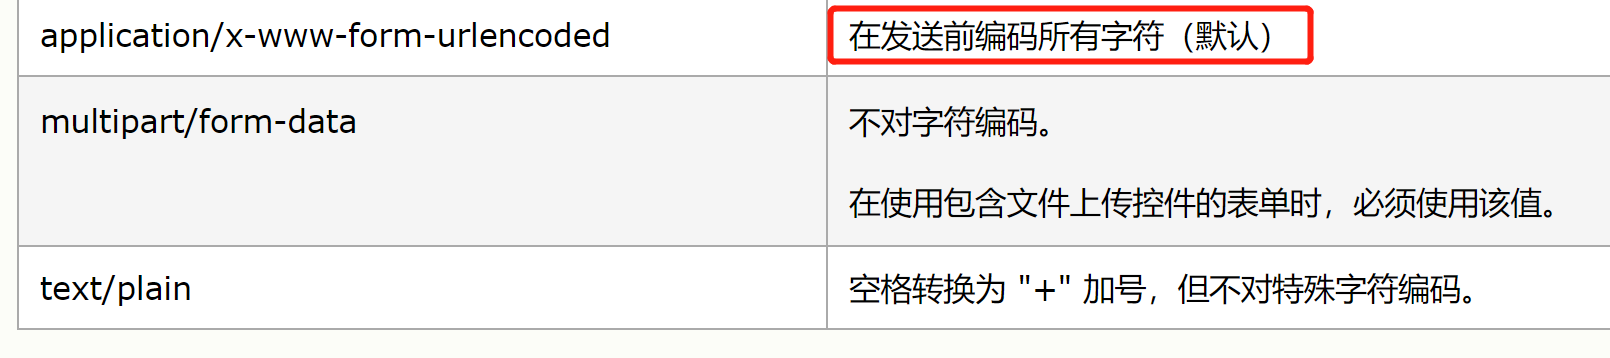 application/x-www-form-urlencoded
在发送前编码所有字符（默认）
multipart/form-data
不对字符编码。
在使用包含文件上传控件的表单时，必须使用该值。
text/plain
空格转换为 "+" 加号，但不对特殊字符编码。